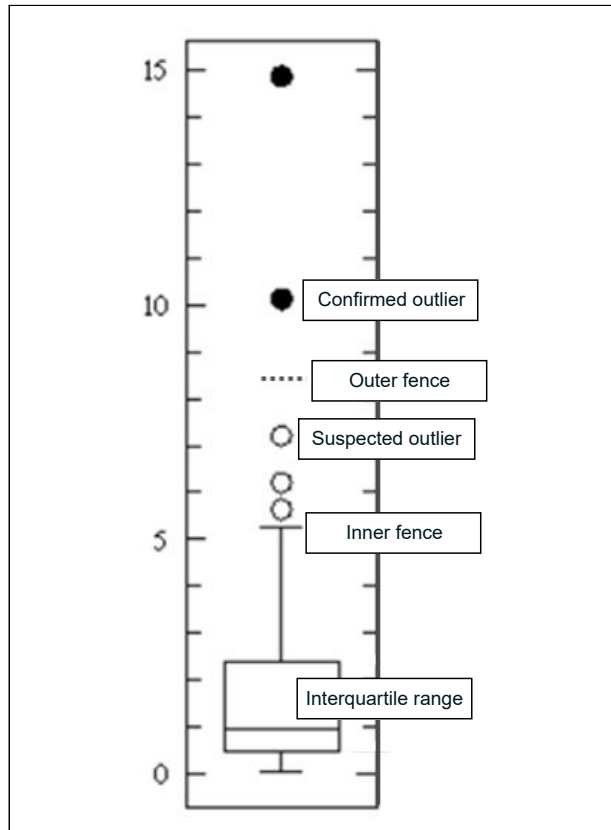 15
10
Confirmed outlier
Outer fence
Suspected outlier
5
Inner fence
Interquartile range
0